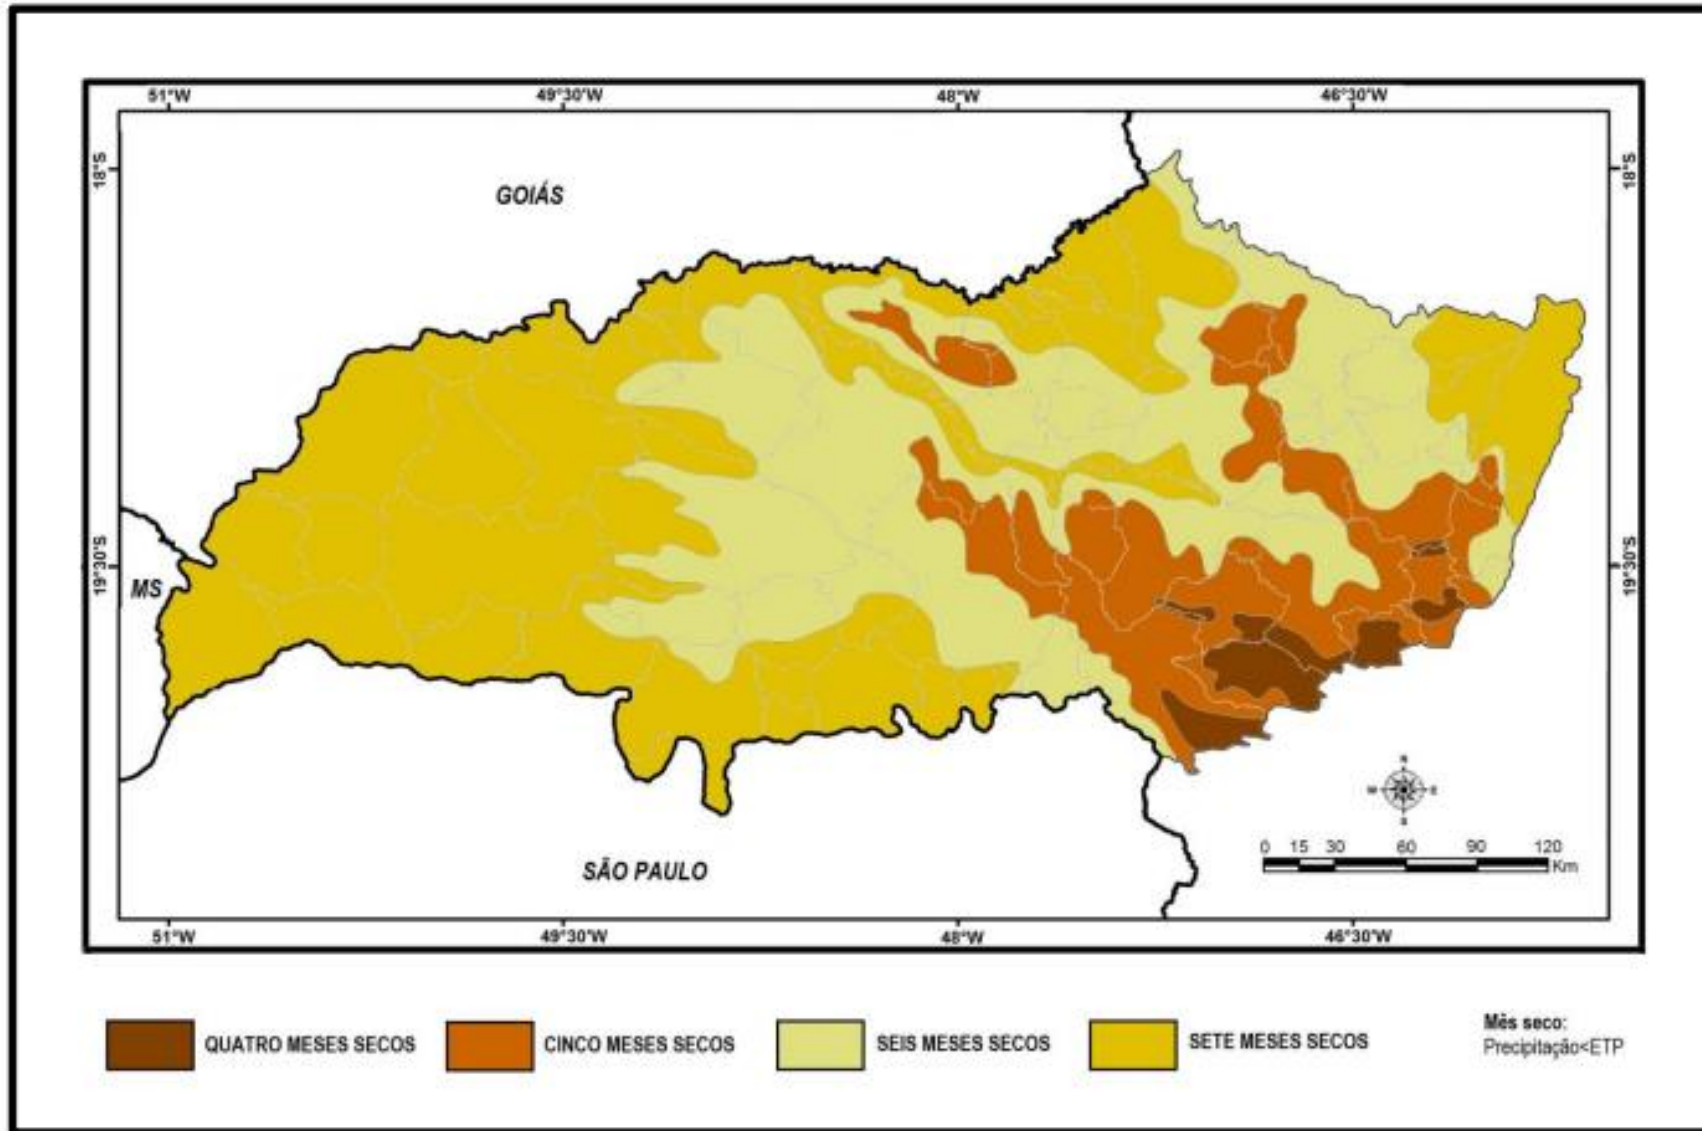 51°W 49°30'W 48°W 46°30'W
18°S 18°S
GOIÁS
19°30'S 19°30'S
MS
N
W E
S
0 15 30 60 90 120
Km
SÃO PAULO
51°W 49°30'W 48°W 46°30'W
QUATRO MESES SECOS
CINCO MESES SECOS
SEIS MESES SECOS
SETE MESES SECOS
Mês seco:
Precipitação<ETP